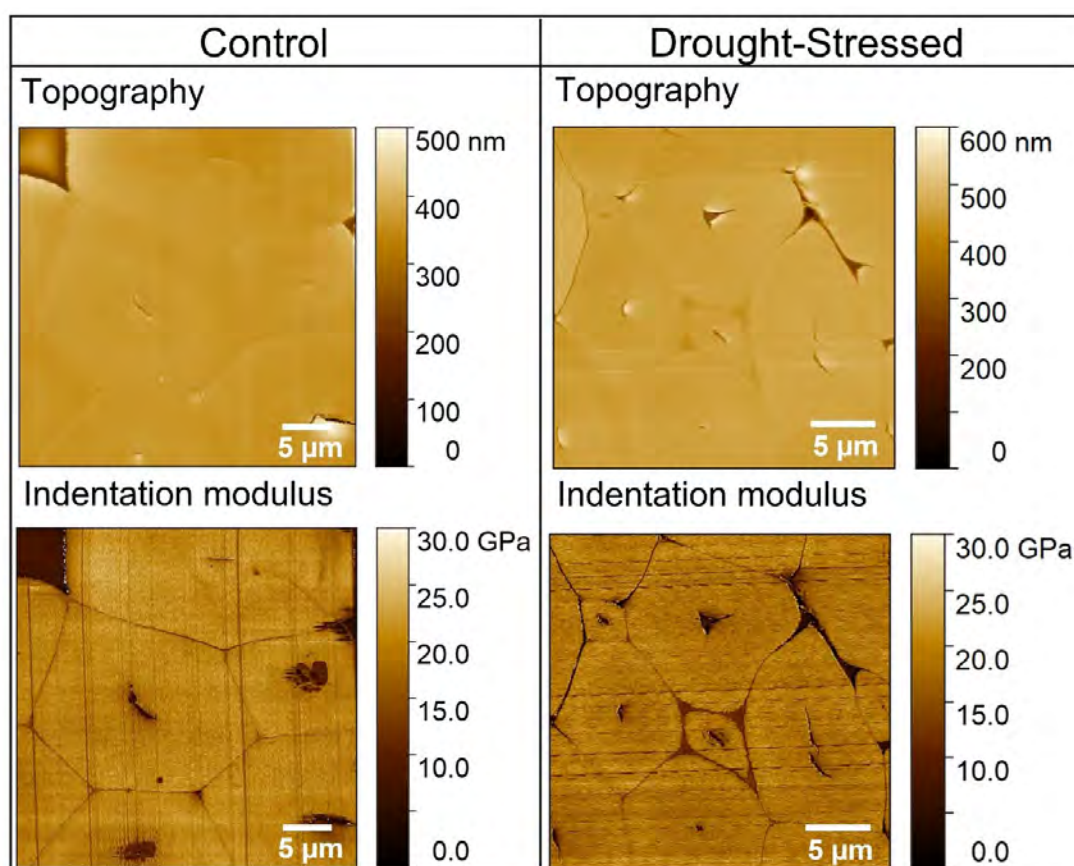 Control
Drought-Stressed
Topography
Topography
500 nm
400
300
200
100
0
5 µm
600 nm
500
400
300
200
0
5 µm
Indentation modulus
Indentation modulus
30.0 GPa
25.0
20.0
15.0
10.0
0.0
5 µm
30.0 GPa
25.0
20.0
15.0
10.0
0.0
5 µm